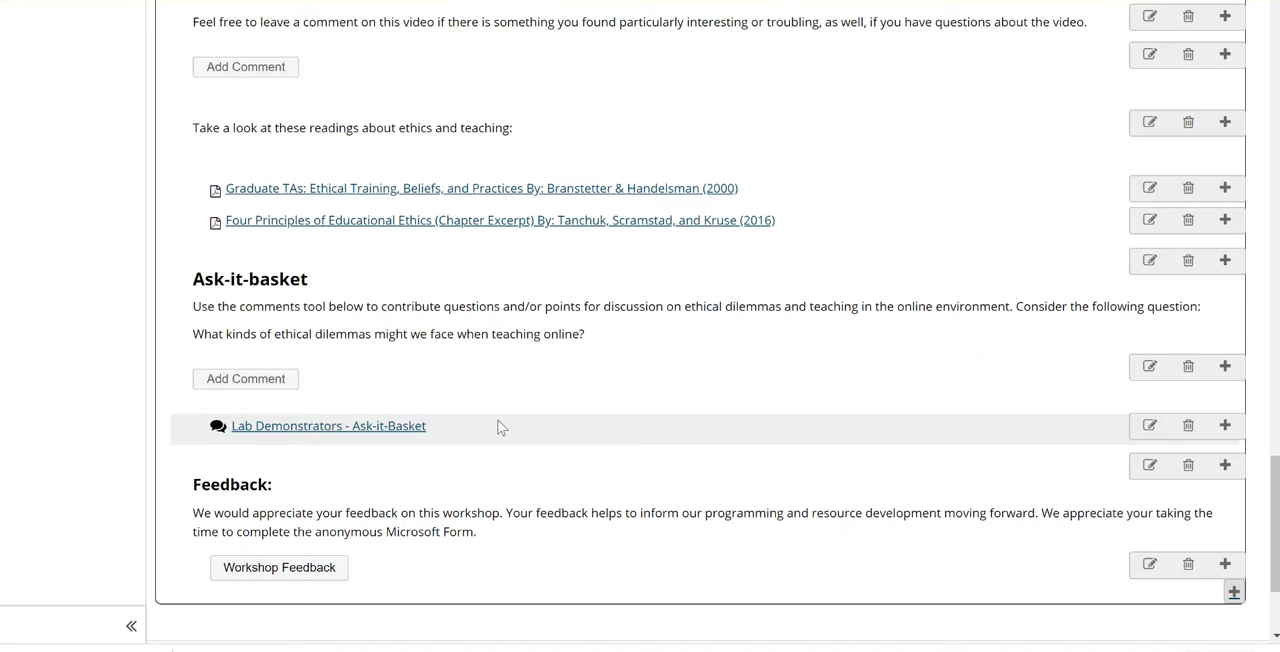 Feel free to leave a comment on this video if there is something you found particularly interesting or troubling, as well, if you have questions about the video.
Add Comment
Take a look at these readings about ethics and teaching:
Graduate TAs: Ethical Training, Beliefs, and Practices By: Branstetter & Handelsman (2000)
Four Principles of Educational Ethics (Chapter Excerpt) By: Tanchuk, Scramstad, and Kruse (2016)
Ask-it-basket
Use the comments tool below to contribute questions and/or points for discussion on ethical dilemmas and teaching in the online environment. Consider the following question:
What kinds of ethical dilemmas might we face when teaching online?
Add Comment
Lab Demonstrators - Ask-it-Basket
Feedback:
We would appreciate your feedback on this workshop. Your feedback helps to inform our programming and resource development moving forward. We appreciate your taking the
time to complete the anonymous Microsoft Form.
Workshop Feedback